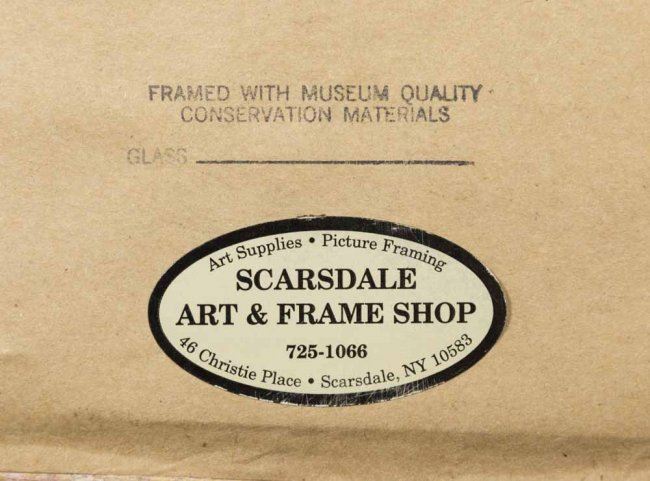 FRAMED WITH MUSEUM QUALITY
CONSERVATION MATERIALS
GLASS
Art Supplies • Picture Framing
SCARSDALE
ART & FRAME SHOP
725-1066
46 Christie Place • Scarsdale, NY 10583